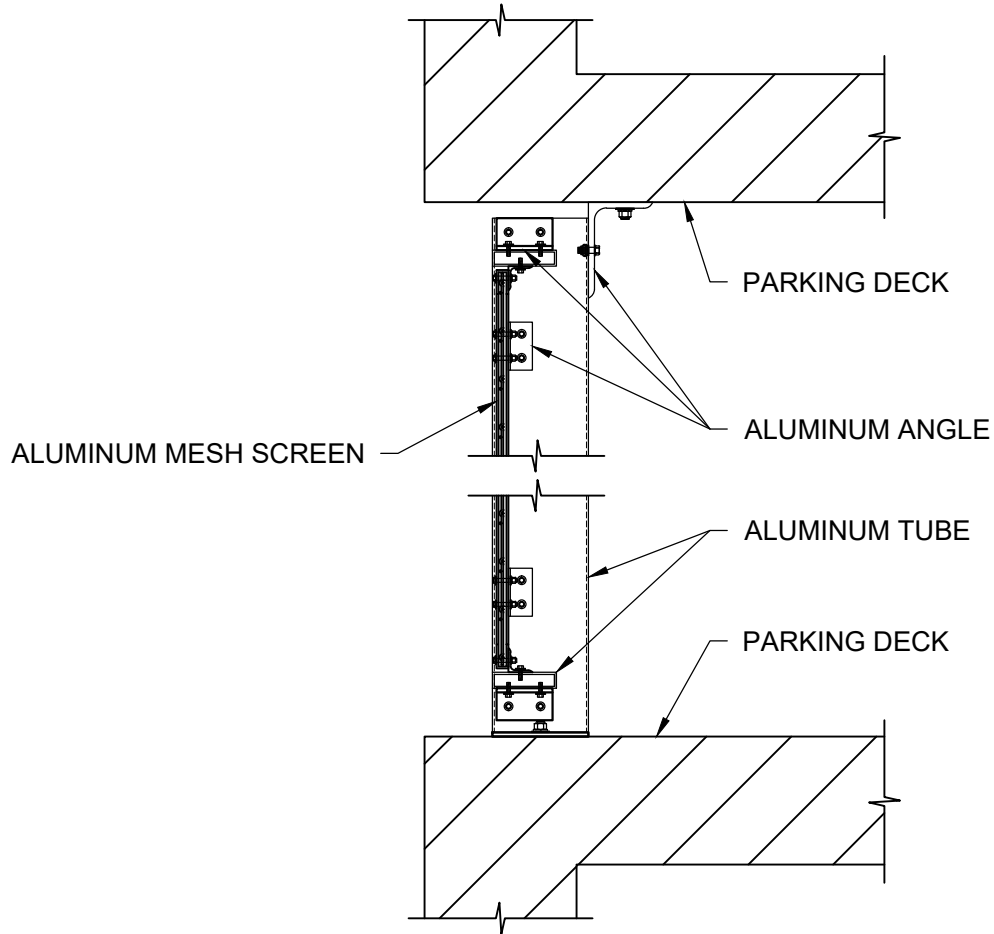 PARKING DECK
ALUMINUM ANGLE
ALUMINUM MESH SCREEN
ALUMINUM TUBE
PARKING DECK